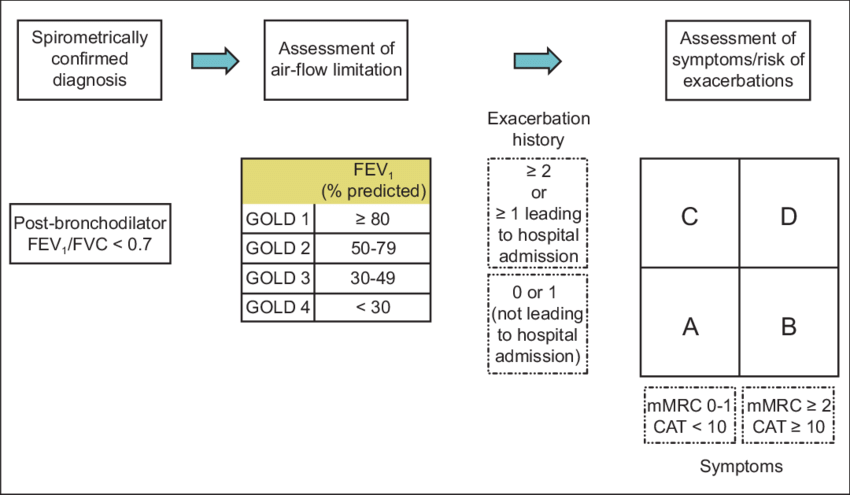 Spirometrically
confirmed
diagnosis
Assessment of
air-flow limitation
Assessment of
symptoms/risk of
exacerbations
Post-bronchodilator
FEV₁/FVC < 0.7
FEV₁
(% predicted)
GOLD 1 ≥ 80
GOLD 2 50-79
GOLD 3 30-49
GOLD 4 < 30
Exacerbation
history
≥ 2
or
≥ 1 leading
to hospital
admission
0 or 1
(not leading
to hospital
admission)
C D
A B
mMRC 0-1
CAT < 10
mMRC ≥ 2
CAT ≥ 10
Symptoms